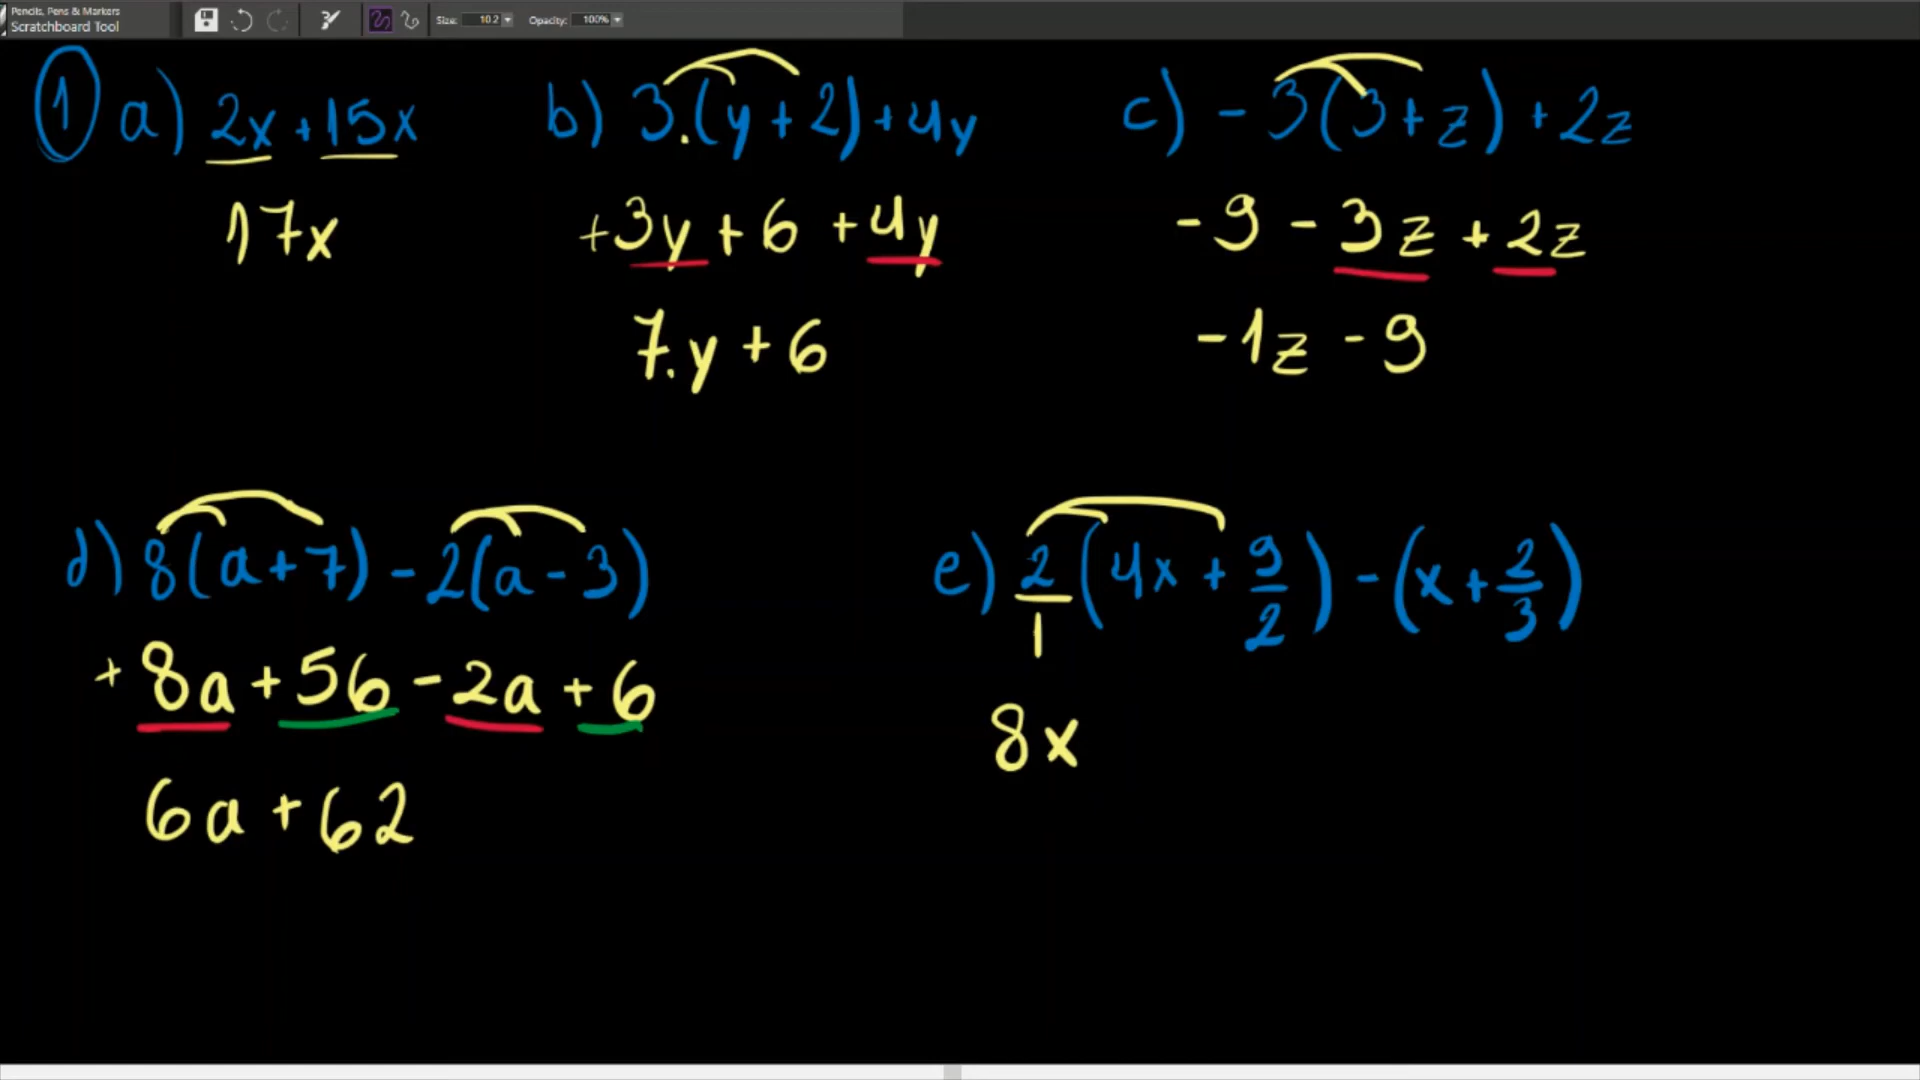 Pencils, Pens & Markers
Scratchboard Tool
Size: 10.2
Opacity: 100%
1 a) 2x + 15x
17x
b) 3.(y + 2) + 4y
+3y + 6 + 4y
7.y + 6
c) - 3(3 + z) + 2z
- 9 - 3z + 2z
- 1z - 9
d) 8(a + 7) - 2(a - 3)
+ 8a + 56 - 2a + 6
6a + 62
e) 2/1 (4x + 9/2) - (x + 2/3)
8x